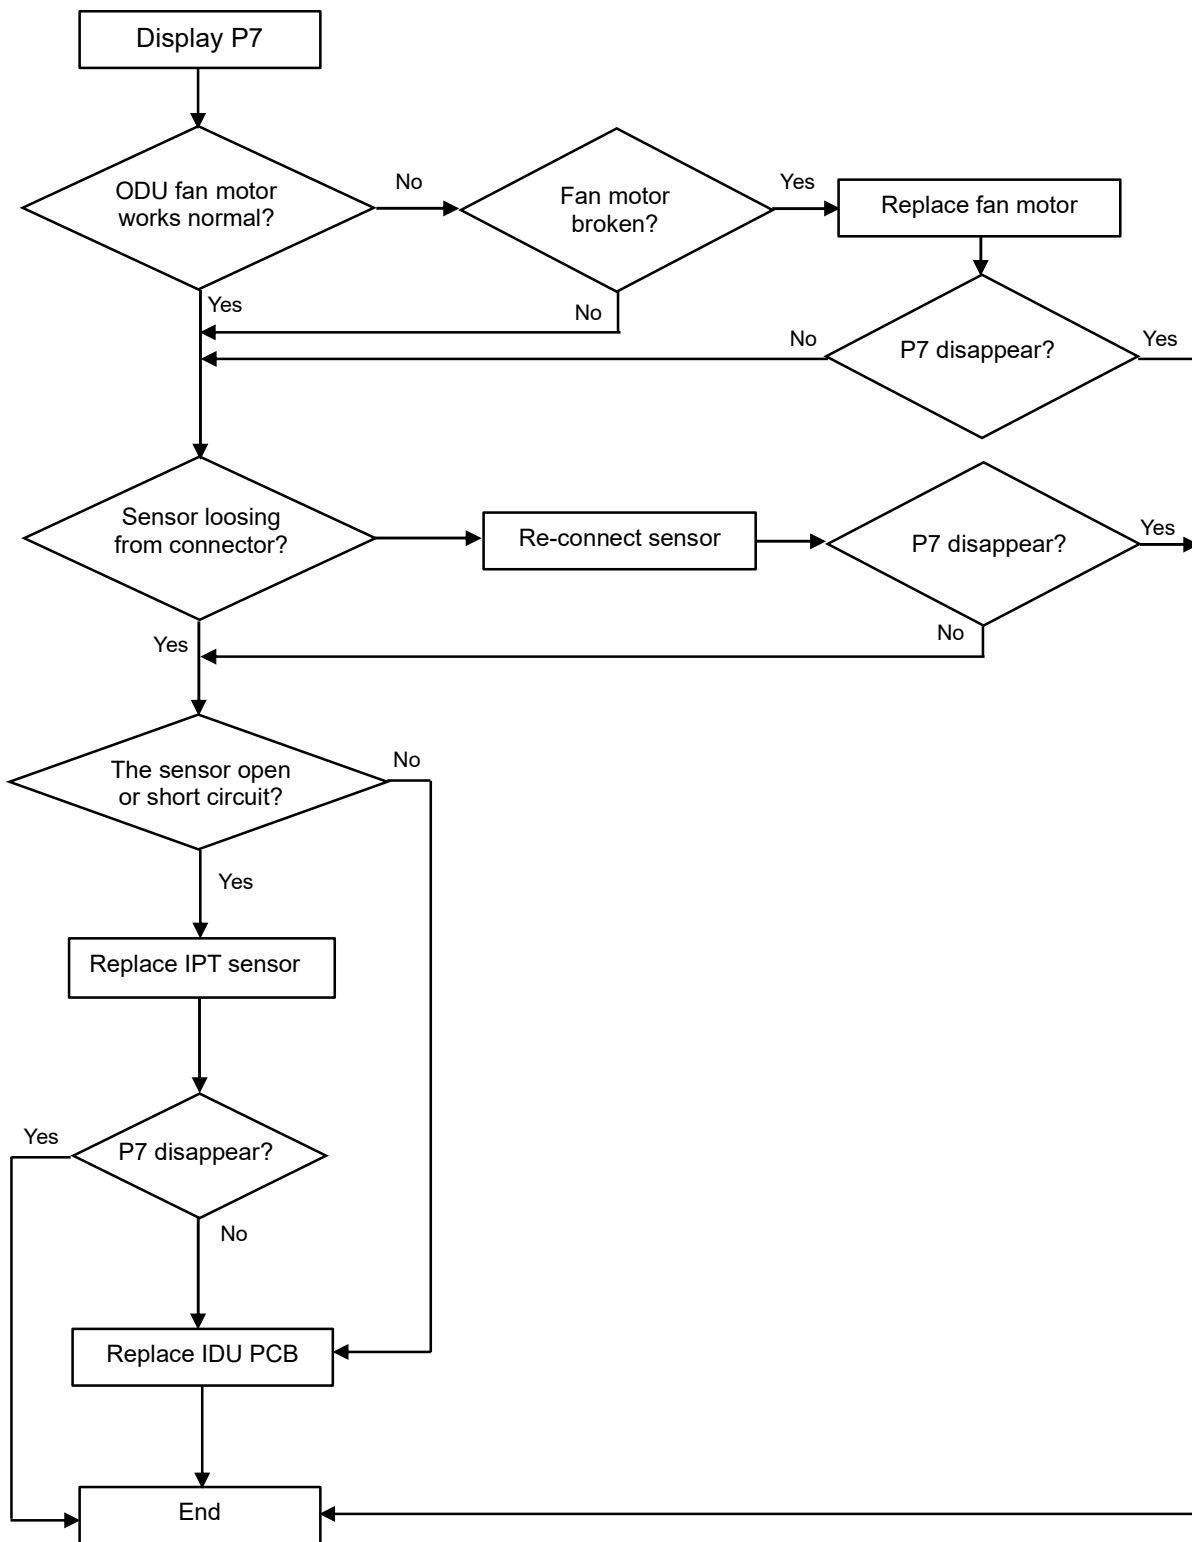 Display P7
ODU fan motor
works normal?
No
Fan motor
broken?
Yes
Replace fan motor
Yes
No
No
P7 disappear?
Yes
Sensor loosing
from connector?
Re-connect sensor
P7 disappear?
Yes
Yes
No
The sensor open
or short circuit?
No
Yes
Replace IPT sensor
Yes
P7 disappear?
No
Replace IDU PCB
End